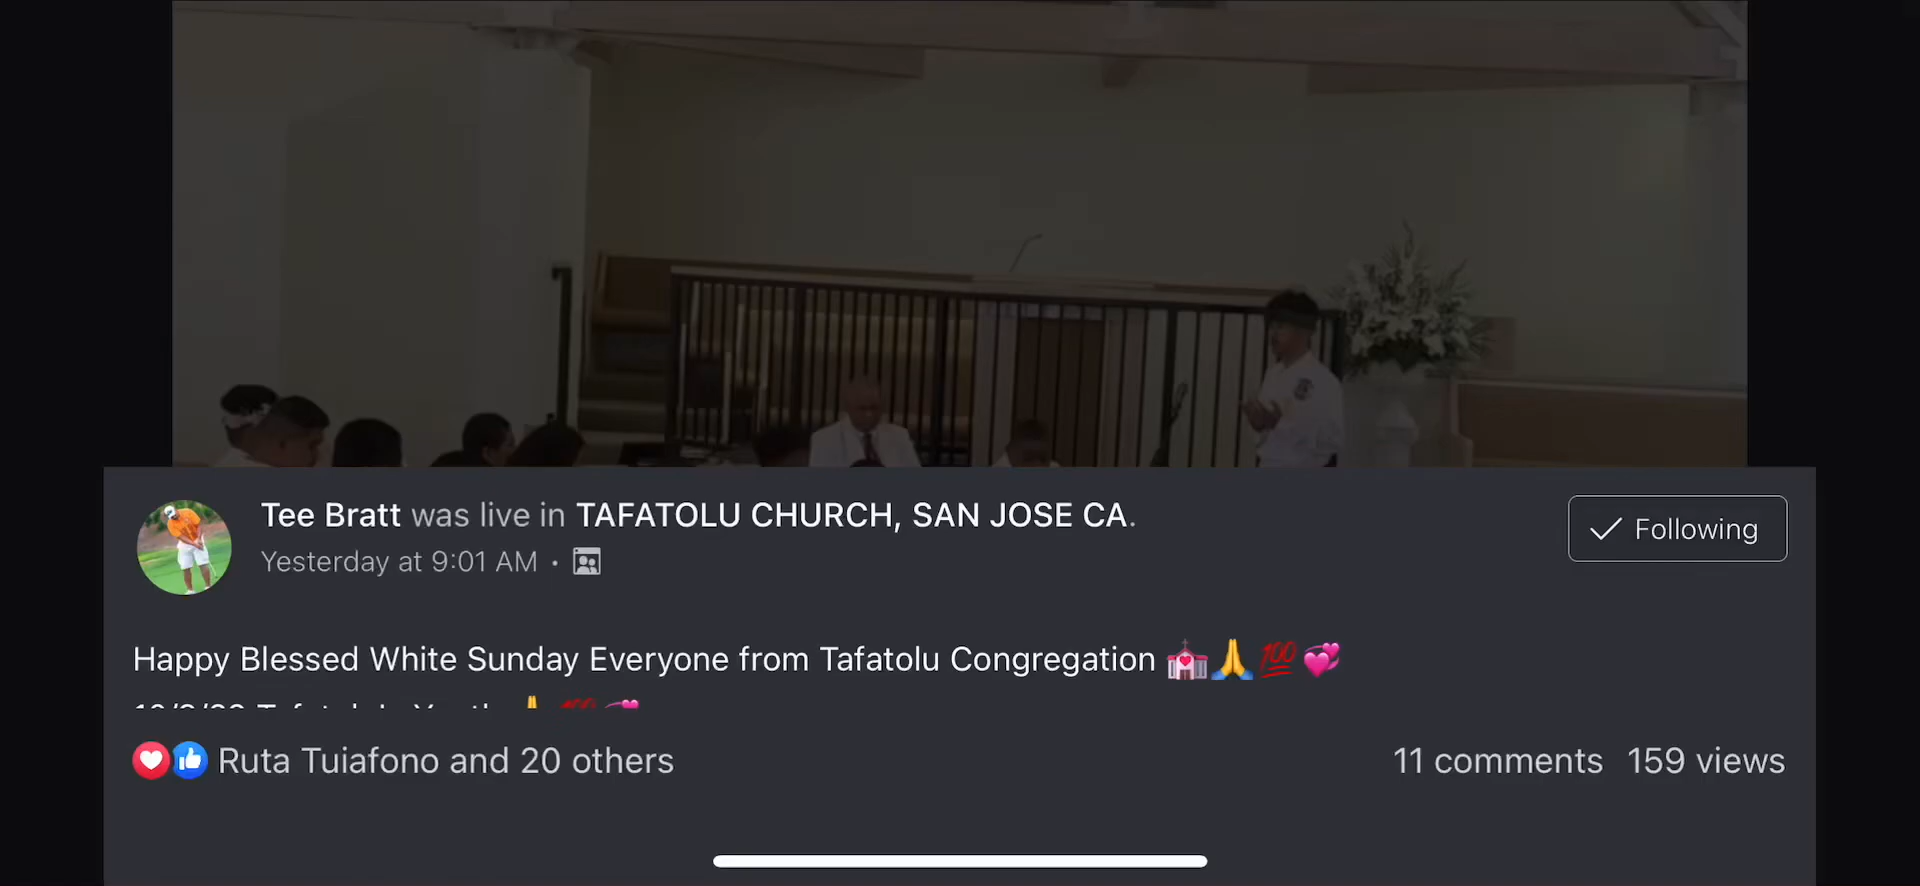 Tee Bratt was live in TAFATOLU CHURCH, SAN JOSE CA.
Yesterday at 9:01 AM ·
Following
Happy Blessed White Sunday Everyone from Tafatolu Congregation 💒🙏💯💞
Ruta Tuiafono and 20 others
11 comments 159 views